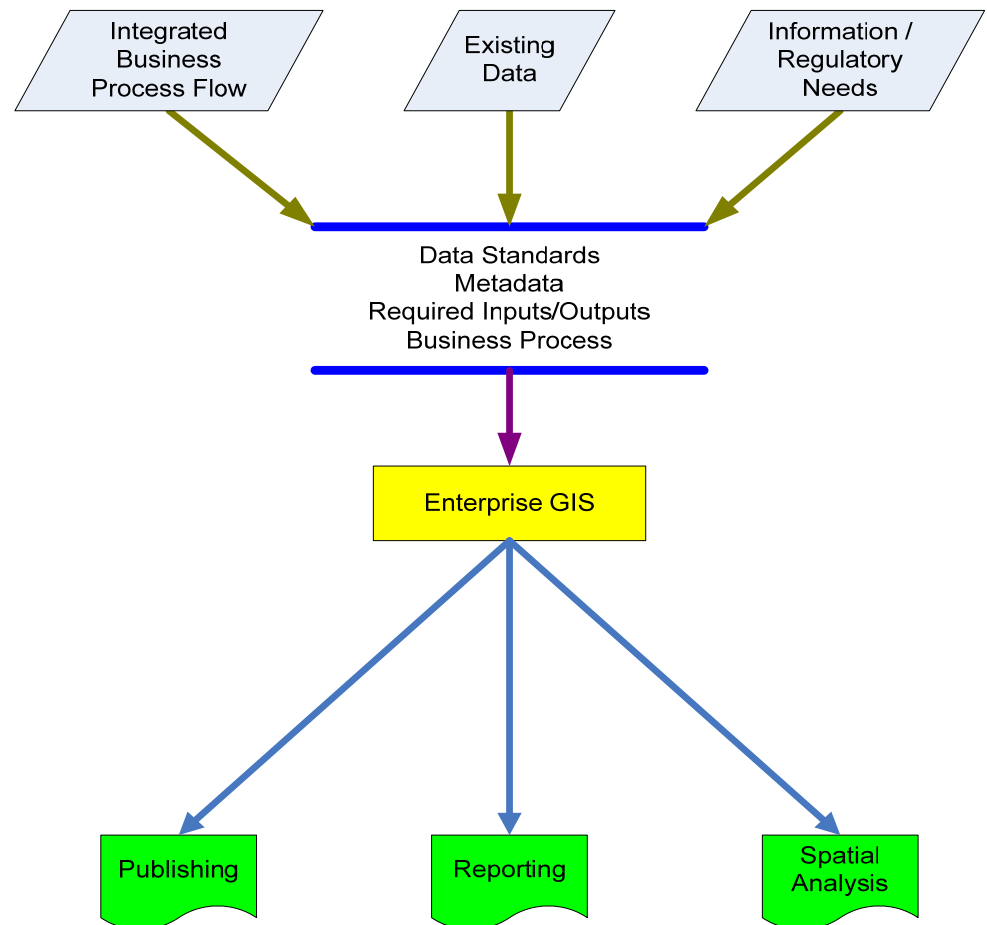 Integrated
Business
Process Flow
Existing
Data
Information /
Regulatory
Needs
Data Standards
Metadata
Required Inputs/Outputs
Business Process
Enterprise GIS
Publishing
Reporting
Spatial
Analysis